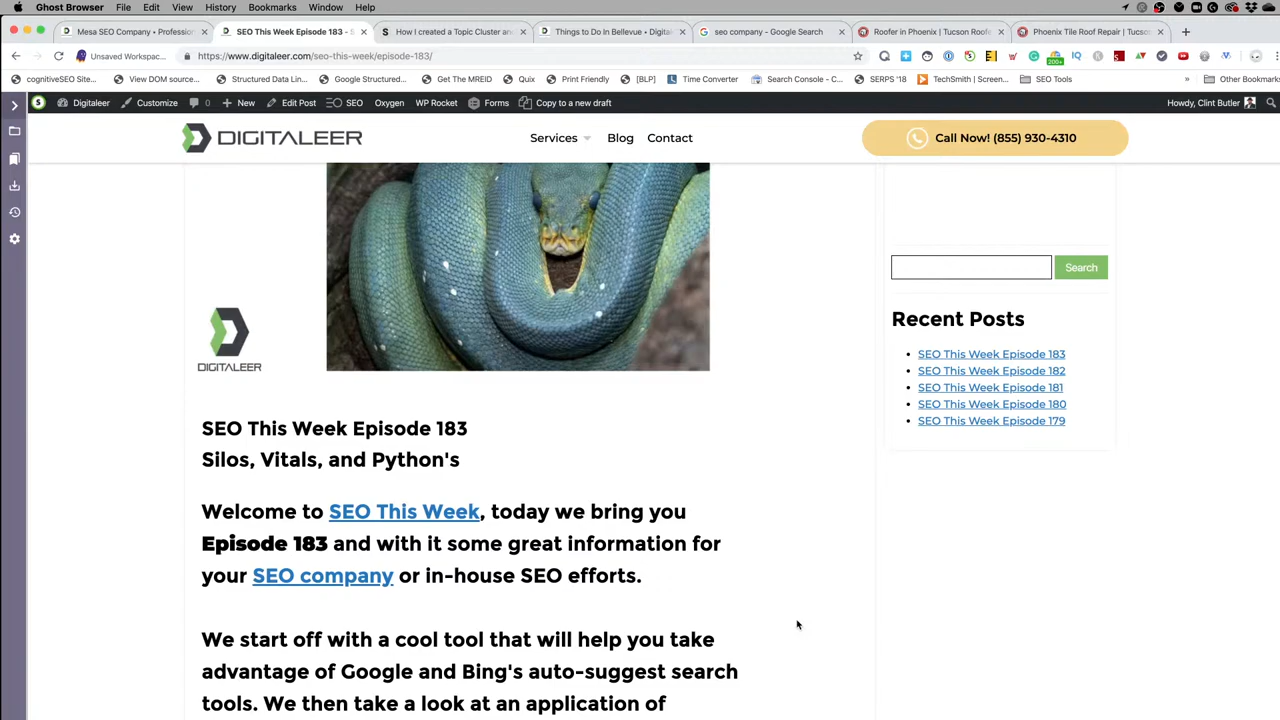 Ghost Browser File Edit View History Bookmarks Window Help
Mesa SEO Company • Profession
SEO This Week Episode 183 - S
How I created a Topic Cluster and
Things to Do In Bellevue - Digital
seo company - Google Search
Roofer in Phoenix | Tucson Roofe
Phoenix Tile Roof Repair | Tucso
Unsaved Workspac...
https://www.digitaleer.com/seo-this-week/episode-183/
200+
cognitiveSEO Site...
View DOM source...
Structured Data Lin...
Google Structured...
Get The MREID
Quix
Print Friendly
[BLP]
Time Converter
Search Console - C...
SERPS '18
TechSmith | Screen...
SEO Tools
» Other Bookmarks
Digitaleer Customize 0 New Edit Post SEO Oxygen WP Rocket Forms Copy to a new draft Howdy, Clint Butler
DIGITALEER
Services Blog Contact
Call Now! (855) 930-4310
Search
DIGITALEER
Recent Posts
SEO This Week Episode 183
SEO This Week Episode 182
SEO This Week Episode 181
SEO This Week Episode 180
SEO This Week Episode 179
SEO This Week Episode 183
Silos, Vitals, and Python's
Welcome to SEO This Week, today we bring you
Episode 183 and with it some great information for
your SEO company or in-house SEO efforts.
We start off with a cool tool that will help you take
advantage of Google and Bing's auto-suggest search
tools. We then take a look at an application of